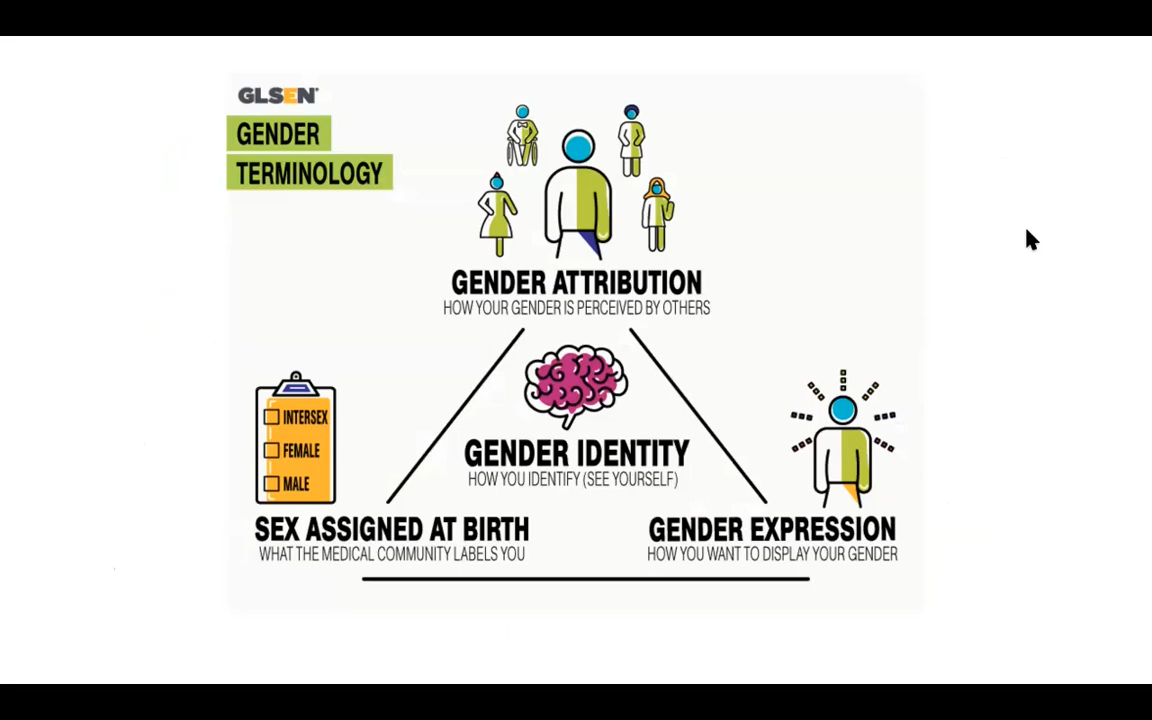 GLSEN®
GENDER
TERMINOLOGY
GENDER ATTRIBUTION
HOW YOUR GENDER IS PERCEIVED BY OTHERS
GENDER IDENTITY
HOW YOU IDENTIFY (SEE YOURSELF)
INTERSEX
FEMALE
MALE
SEX ASSIGNED AT BIRTH
WHAT THE MEDICAL COMMUNITY LABELS YOU
GENDER EXPRESSION
HOW YOU WANT TO DISPLAY YOUR GENDER